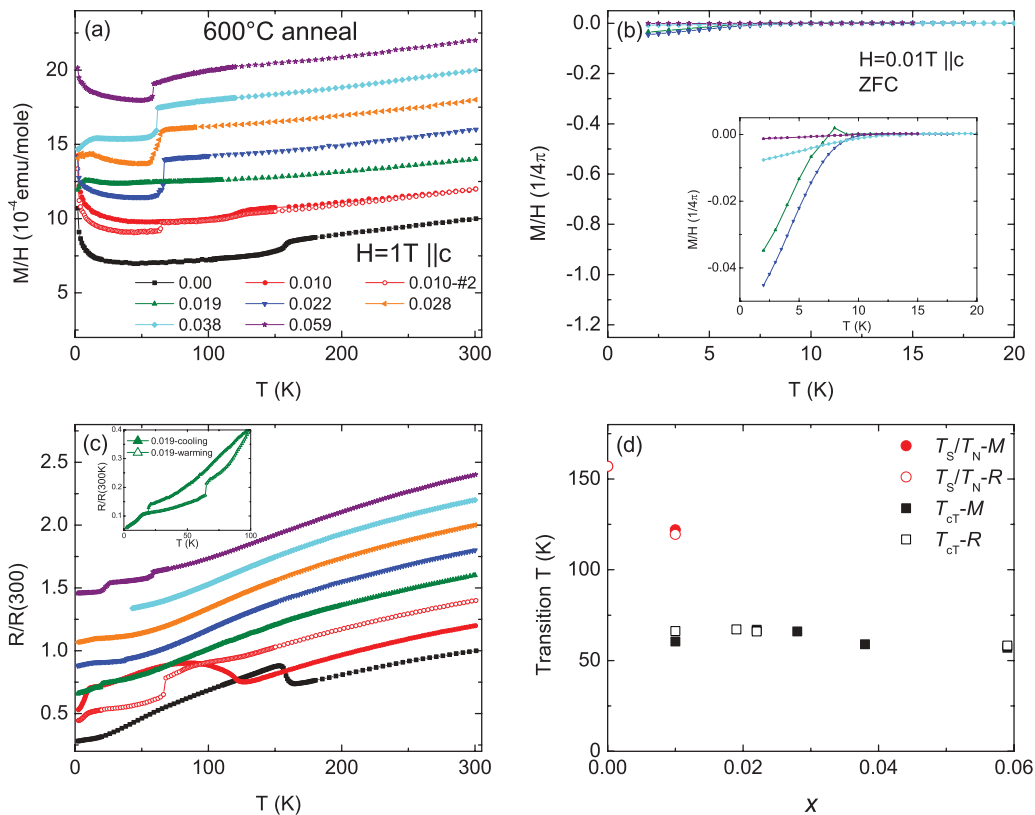 (a)
600°C anneal
20
15
10
5
M/H (10⁻⁴ emu/mole)
H=1T ||c
0.00
0.010
0.010-#2
0.019
0.022
0.028
0.038
0.059
0
100
200
300
T (K)
(b)
0.0
-0.2
-0.4
-0.6
-0.8
-1.0
-1.2
M/H (1/4π)
H=0.01T ||c
ZFC
0.00
-0.02
-0.04
M/H (1/4π)
0
5
10
15
20
T (K)
0
5
10
15
20
T (K)
(c)
2.5
2.0
1.5
1.0
0.5
R/R(300)
0.4
0.3
0.2
0.1
R/R(300K)
0.019-cooling
0.019-warming
0
50
100
T (K)
0
100
200
300
T (K)
(d)
150
100
50
0
Transition T (K)
T_S/T_N-M
T_S/T_N-R
T_cT-M
T_cT-R
0.00
0.02
0.04
0.06
x